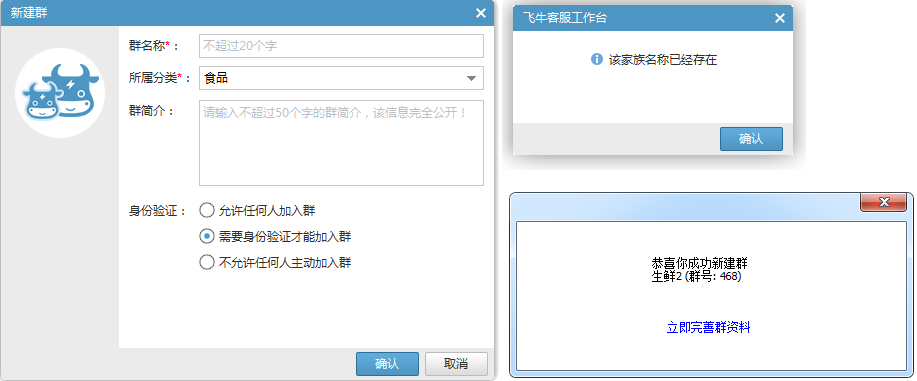 新建群
群名称*：
不超过20个字
所属分类*：
食品
群简介：
请输入不超过50个字的群简介，该信息完全公开！
身份验证：
允许任何人加入群
需要身份验证才能加入群
不允许任何人主动加入群
确认
取消
飞牛客服工作台
该家族名称已经存在
确认
恭喜你成功新建群
生鲜2 (群号: 468)
立即完善群资料